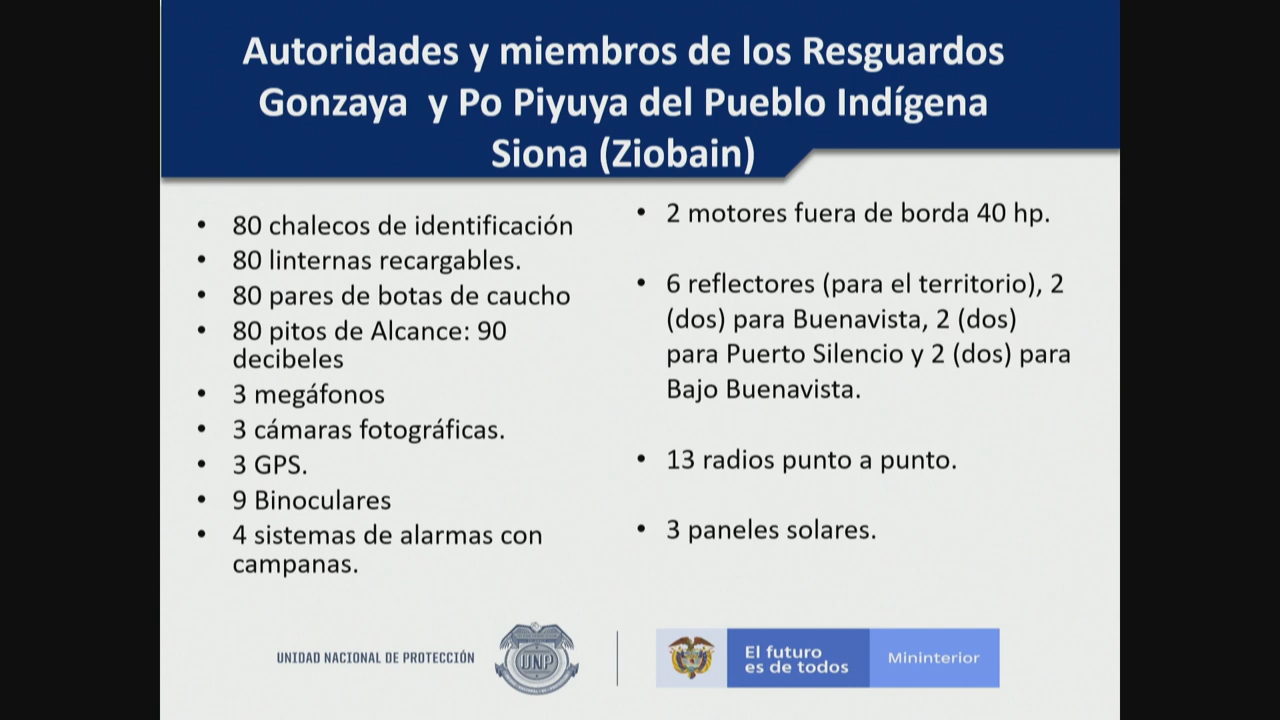 Autoridades y miembros de los Resguardos
Gonzaya y Po Piyuya del Pueblo Indígena
Siona (Ziobain)
• 80 chalecos de identificación
• 80 linternas recargables.
• 80 pares de botas de caucho
• 80 pitos de Alcance: 90
decibeles
• 3 megáfonos
• 3 cámaras fotográficas.
• 3 GPS.
• 9 Binoculares
• 4 sistemas de alarmas con
campanas.
• 2 motores fuera de borda 40 hp.
• 6 reflectores (para el territorio), 2
(dos) para Buenavista, 2 (dos)
para Puerto Silencio y 2 (dos) para
Bajo Buenavista.
• 13 radios punto a punto.
• 3 paneles solares.
UNIDAD NACIONAL DE PROTECCIÓN
UNP
El futuro
es de todos
Mininterior